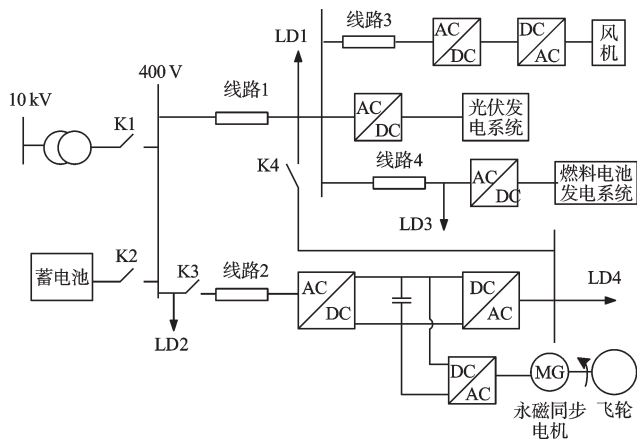 线路3
AC
DC
DC
AC
风
机
LD1
400 V
线路1
10 kV
K1
AC
DC
光伏发
电系统
线路4
K4
AC
DC
燃料电池
发电系统
LD3
蓄电池
K2
K3
线路2
AC
DC
DC
AC
LD4
LD2
DC
AC
MG
永磁同步
电机
飞轮